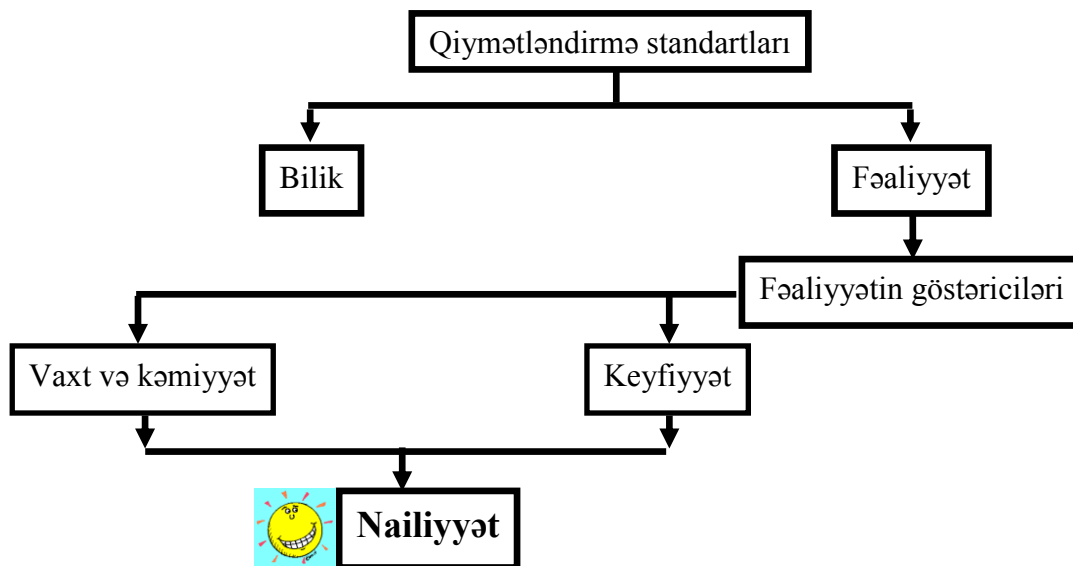 Qiymətləndirmə standartları
Bilik
Fəaliyyət
Fəaliyyətin göstəriciləri
Vaxt və kəmiyyət
Keyfiyyət
Nailiyyət